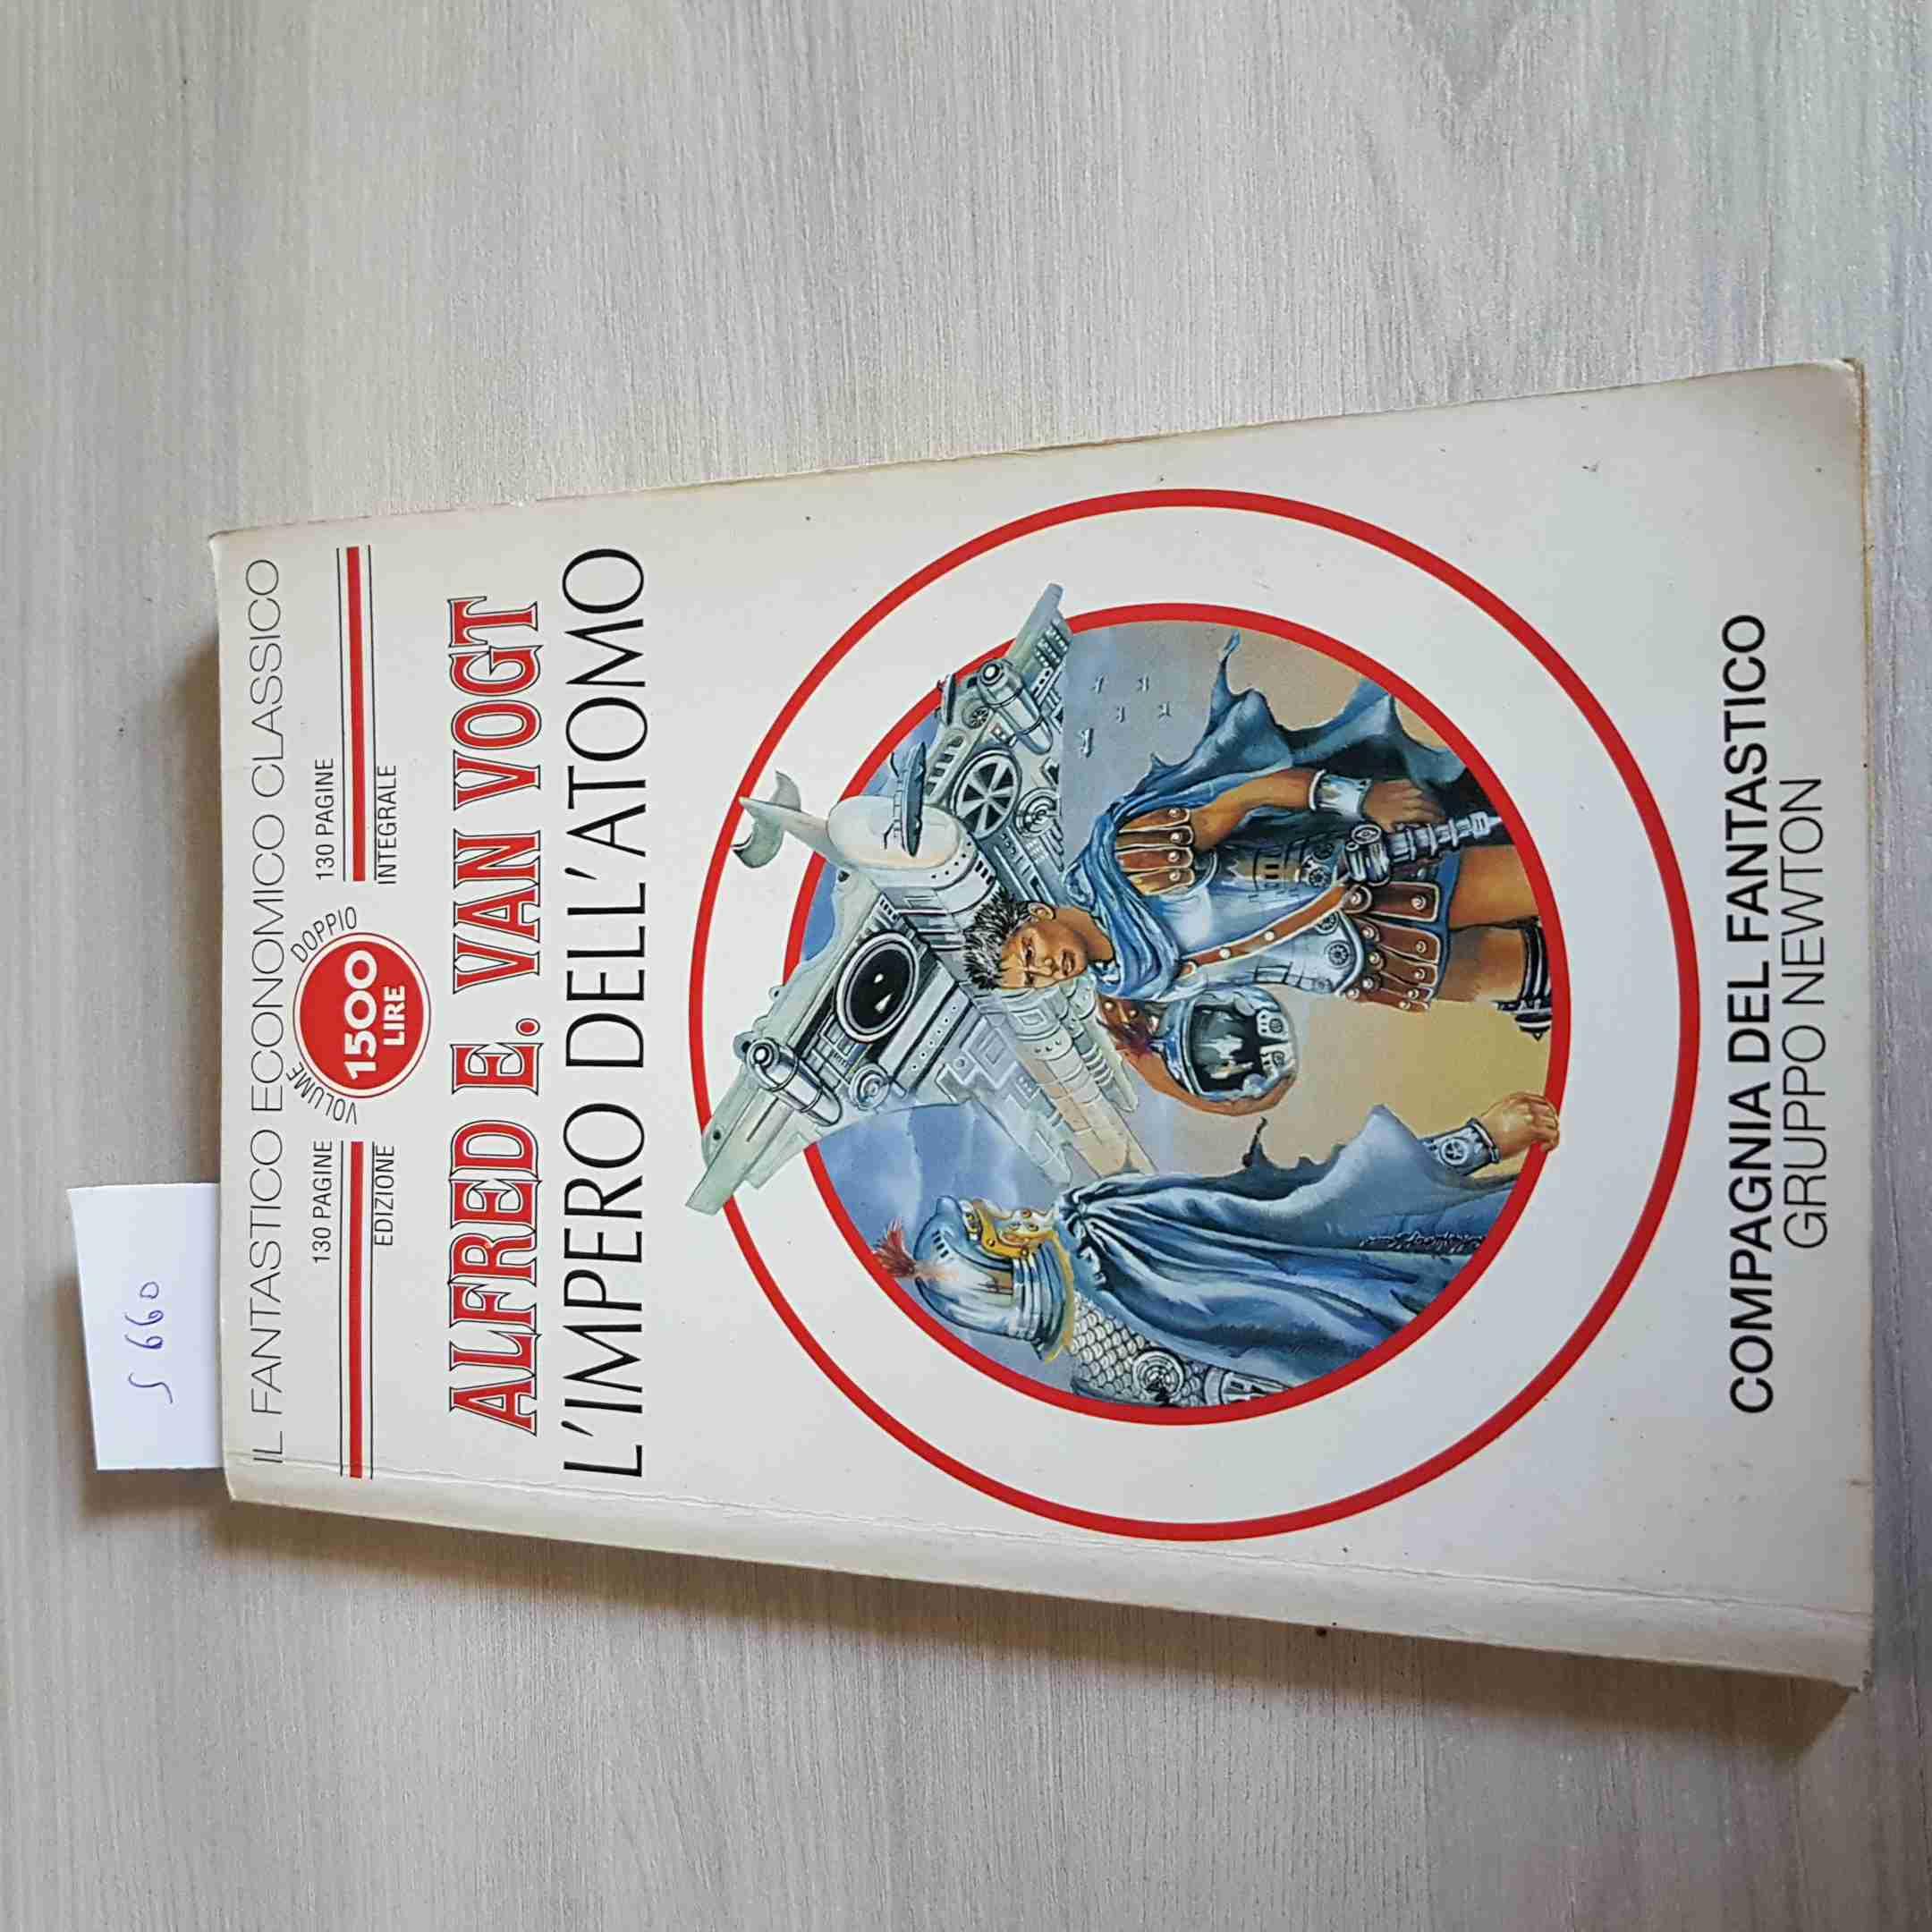 S 660
IL FANTASTICO ECONOMICO CLASSICO
130 PAGINE VOLUME DOPPIO 130 PAGINE
1500
LIRE
EDIZIONE INTEGRALE
ALFRED E. VAN VOGT
L'IMPERO DELL'ATOMO
COMPAGNIA DEL FANTASTICO
GRUPPO NEWTON